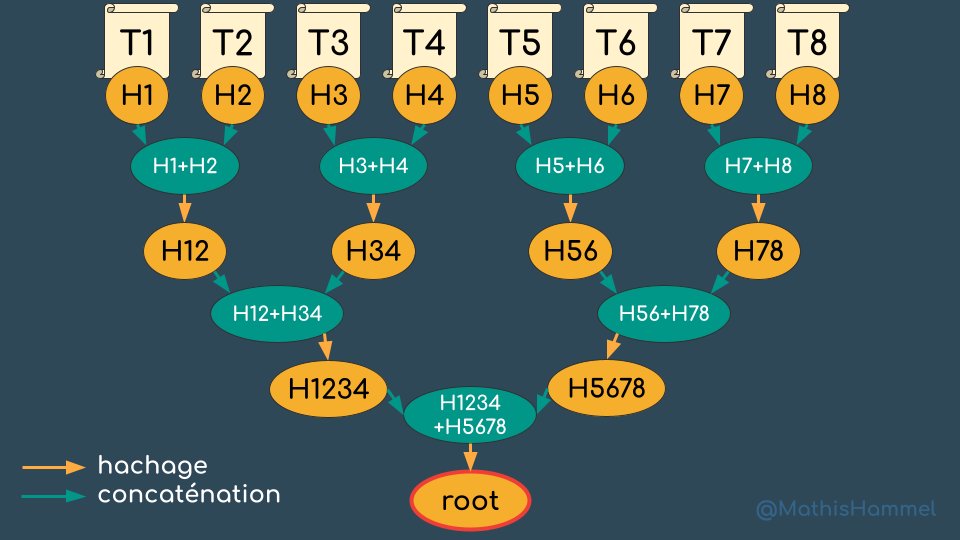 T1 T2 T3 T4 T5 T6 T7 T8
H1 H2 H3 H4 H5 H6 H7 H8
H1+H2 H3+H4 H5+H6 H7+H8
H12 H34 H56 H78
H12+H34 H56+H78
H1234 H5678
H1234
+H5678
hachage
concaténation
root
@MathisHammel